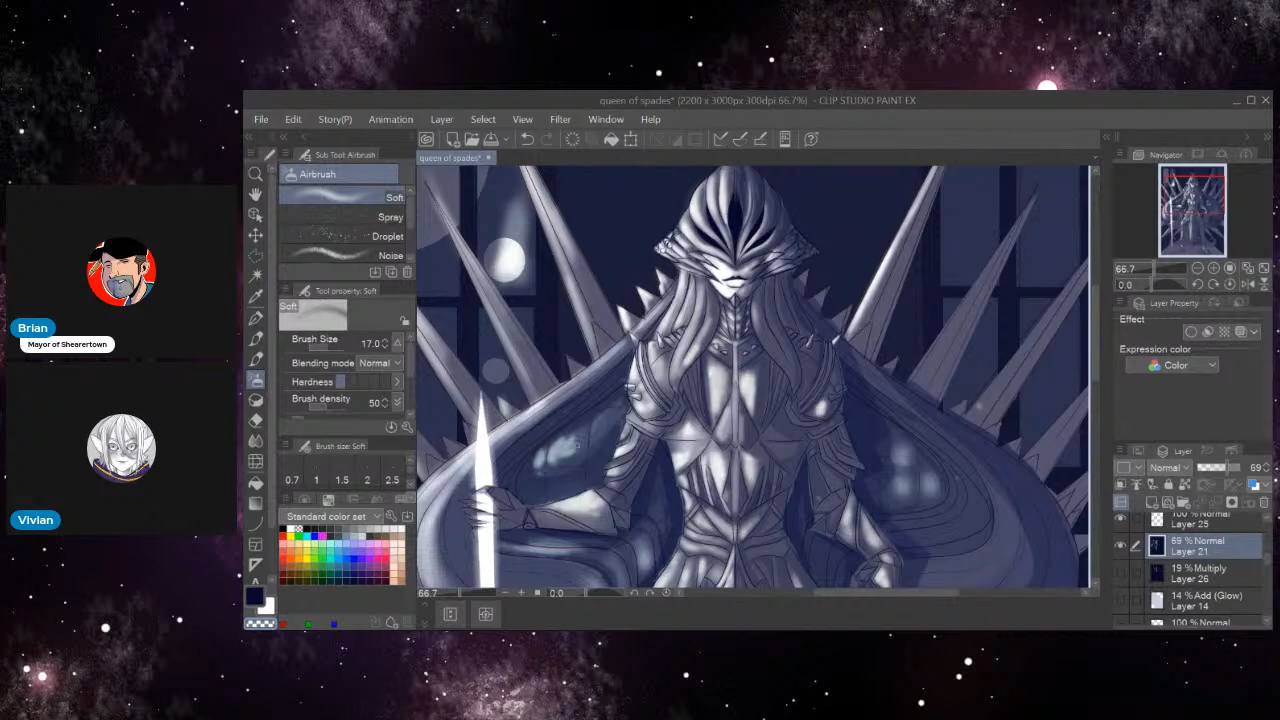 Brian
Mayor of Shearertown
Vivian
queen of spades* (2200 x 3000px 300dpi 66.7%) - CLIP STUDIO PAINT EX
File Edit Story(P) Animation Layer Select View Filter Window Help
Sub Tool: Airbrush
Airbrush
Soft
Spray
Droplet
Noise
Tool property: Soft
Soft
Brush Size 17.0
Blending mode Normal
Hardness
Brush density 50
Brush size: Soft
0.7 1 1.5 2 2.5
Standard color set
queen of spades*
66.7 0.0
Navigator
66.7
0.0
Layer Property
Effect
Expression color
Color
Layer
Normal 69
100 % Normal
Layer 25
69 % Normal
Layer 21
19 % Multiply
Layer 26
14 % Add (Glow)
Layer 14
100 % Normal